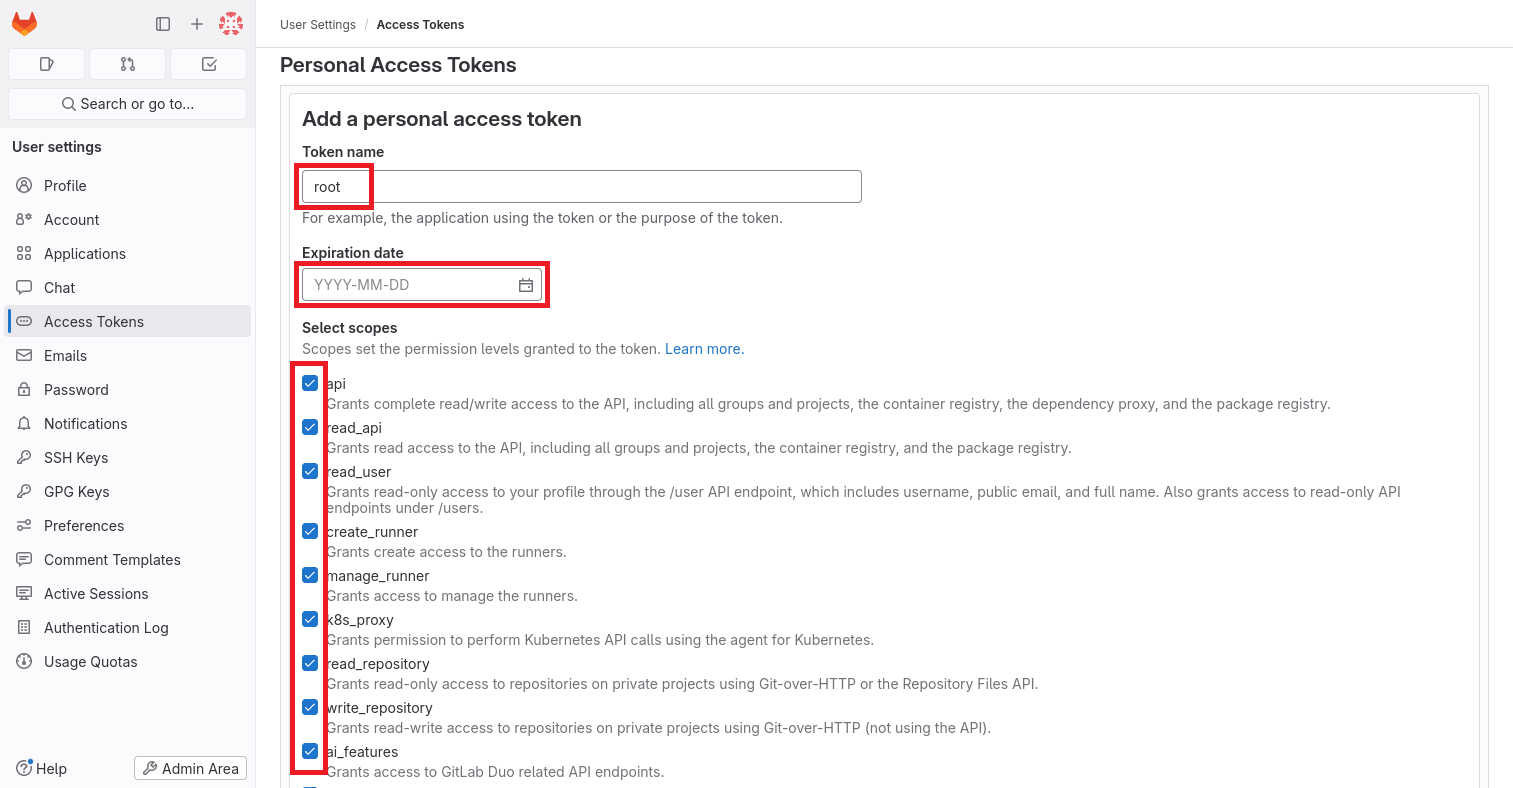 User Settings / Access Tokens
Search or go to...
User settings
Profile
Account
Applications
Chat
Access Tokens
Emails
Password
Notifications
SSH Keys
GPG Keys
Preferences
Comment Templates
Active Sessions
Authentication Log
Usage Quotas
Help
Admin Area
Personal Access Tokens
Add a personal access token
Token name
root
For example, the application using the token or the purpose of the token.
Expiration date
YYYY-MM-DD
Select scopes
Scopes set the permission levels granted to the token. Learn more.
api
Grants complete read/write access to the API, including all groups and projects, the container registry, the dependency proxy, and the package registry.
read_api
Grants read access to the API, including all groups and projects, the container registry, and the package registry.
read_user
Grants read-only access to your profile through the /user API endpoint, which includes username, public email, and full name. Also grants access to read-only API
endpoints under /users.
create_runner
Grants create access to the runners.
manage_runner
Grants access to manage the runners.
k8s_proxy
Grants permission to perform Kubernetes API calls using the agent for Kubernetes.
read_repository
Grants read-only access to repositories on private projects using Git-over-HTTP or the Repository Files API.
write_repository
Grants read-write access to repositories on private projects using Git-over-HTTP (not using the API).
ai_features
Grants access to GitLab Duo related API endpoints.